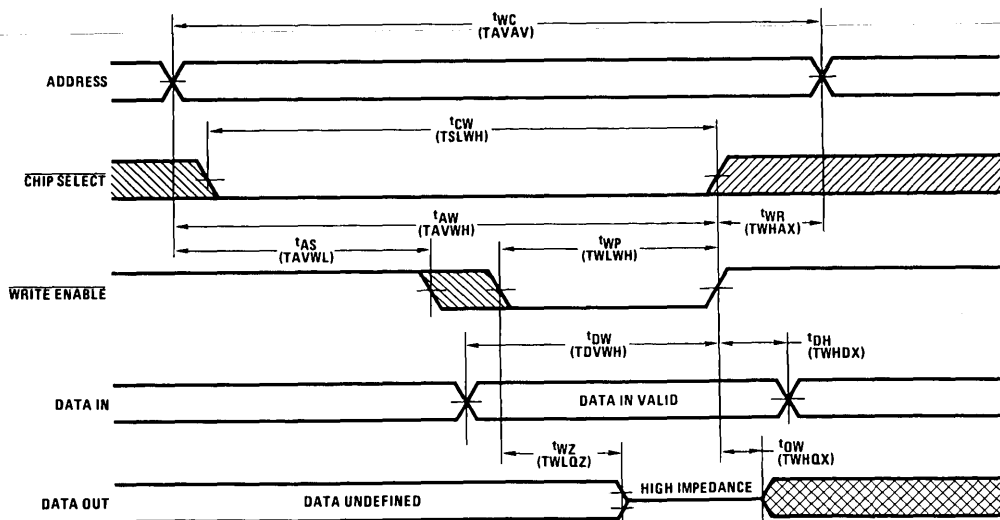 tWC
(TAVAV)
ADDRESS
tCW
(TSLWH)
CHIP SELECT
tAW
(TAVWH)
tWR
(TWHAX)
tAS
(TAVWL)
tWP
(TWLWH)
WRITE ENABLE
tDW
(TDVWH)
tDH
(TWHDX)
DATA IN
DATA IN VALID
tWZ
(TWLQZ)
tOW
(TWHQX)
DATA OUT
DATA UNDEFINED
HIGH IMPEDANCE